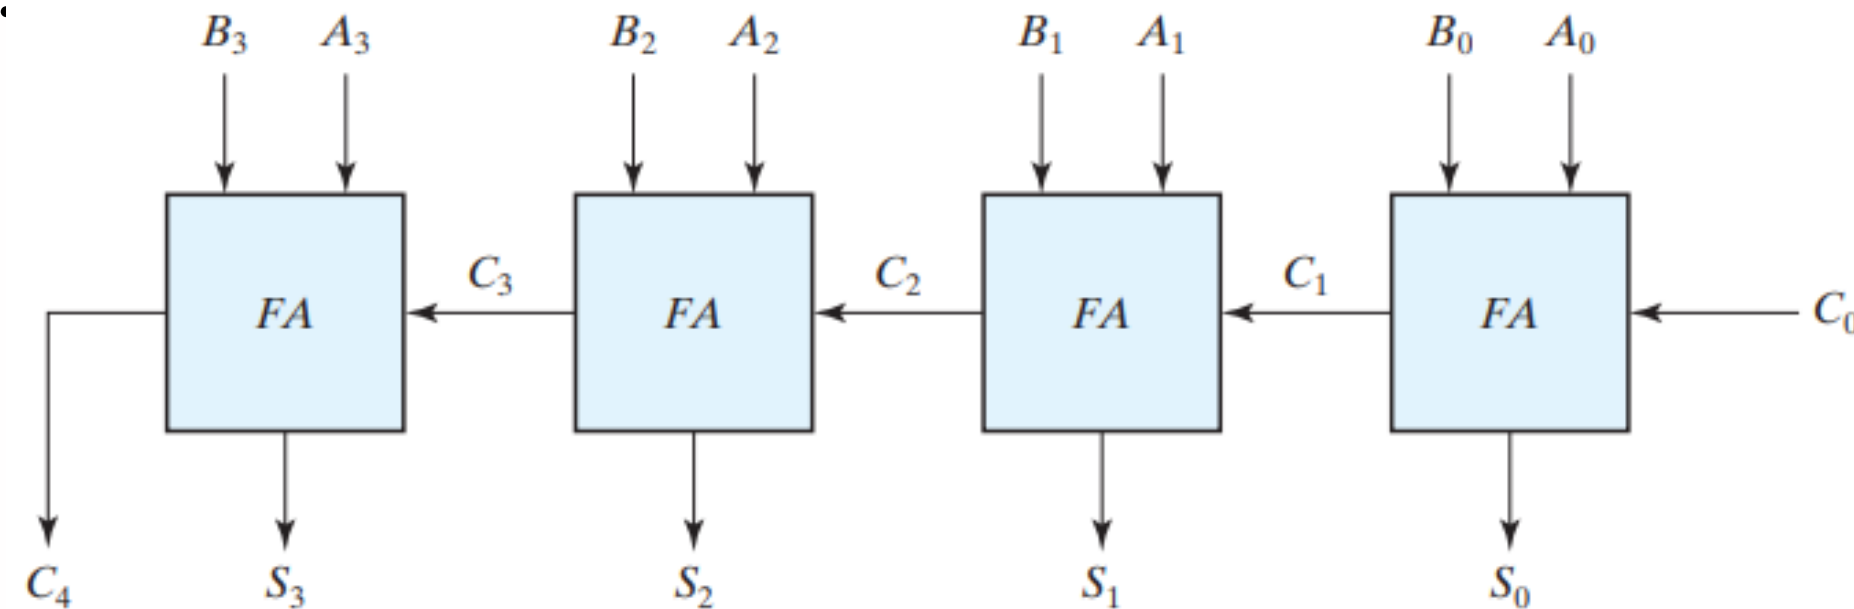 B₃ A₃ B₂ A₂ B₁ A₁ B₀ A₀
C₃ C₂ C₁
FA FA FA FA C₀
C₄ S₃ S₂ S₁ S₀